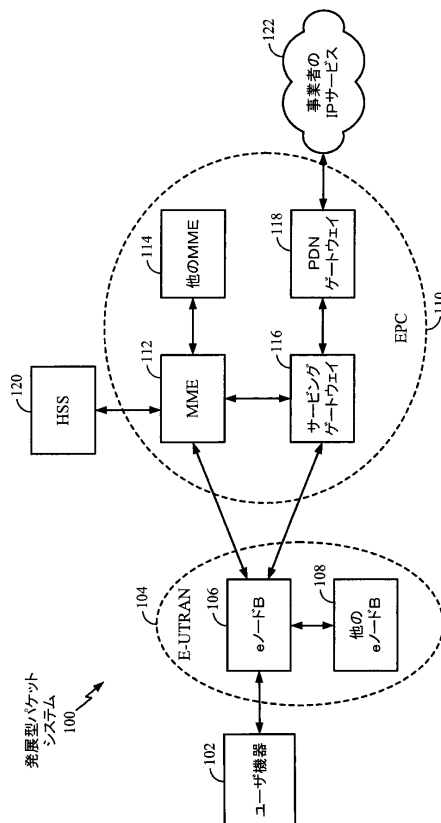 発展型パケット
システム
100
102
ユーザ機器
104
E-UTRAN
106
eノードB
108
他の
eノードB
120
HSS
112
MME
114
他のMME
116
サービング
ゲートウェイ
118
PDN
ゲートウェイ
EPC
110
122
事業者の
IPサービス